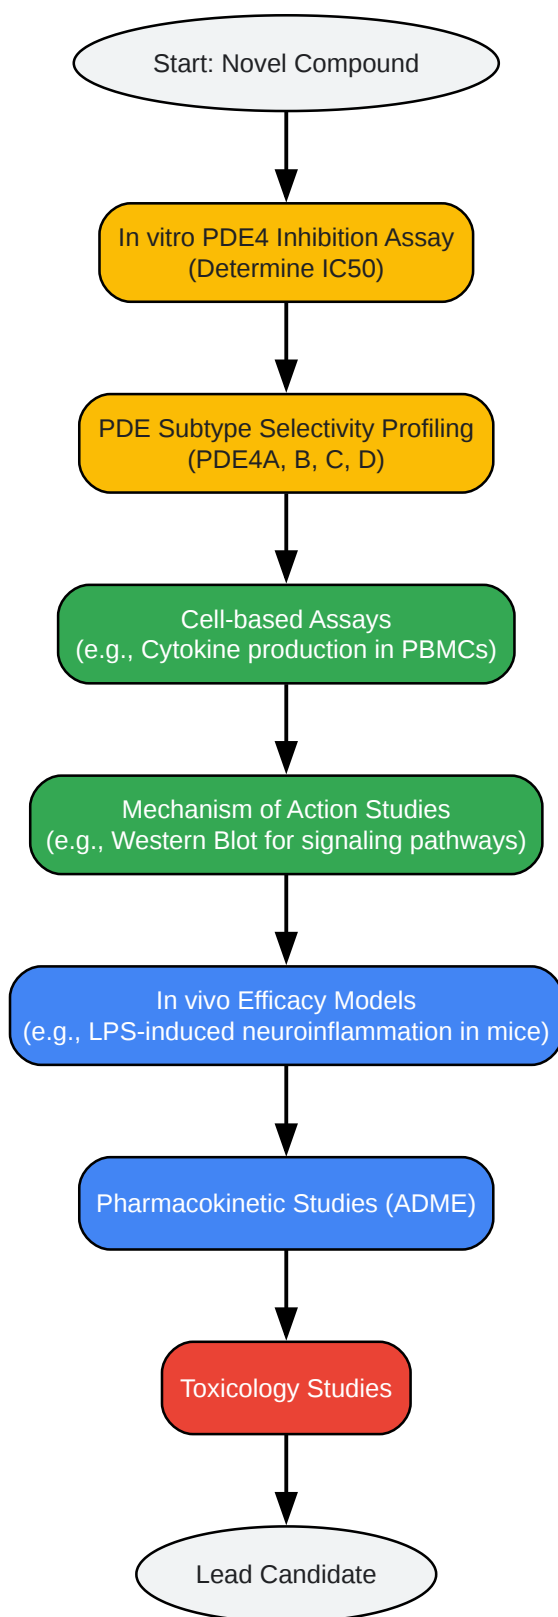 Start: Novel Compound
In vitro PDE4 Inhibition Assay
(Determine IC50)
PDE Subtype Selectivity Profiling
(PDE4A, B, C, D)
Cell-based Assays
(e.g., Cytokine production in PBMCs)
Mechanism of Action Studies
(e.g., Western Blot for signaling pathways)
In vivo Efficacy Models
(e.g., LPS-induced neuroinflammation in mice)
Pharmacokinetic Studies (ADME)
Toxicology Studies
Lead Candidate